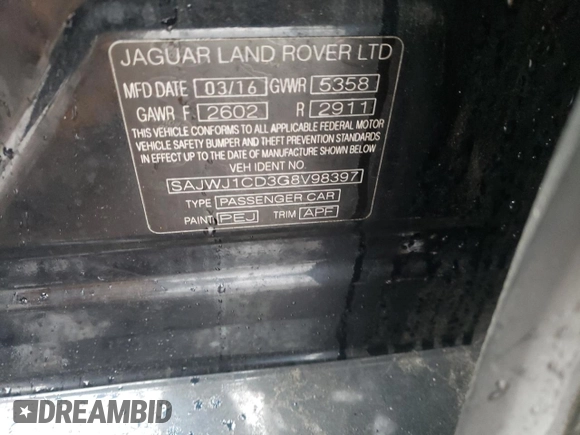 JAGUAR LAND ROVER LTD
MFD DATE 03/16 GVWR 5358
GAWR F 2602 R 2911
THIS VEHICLE CONFORMS TO ALL APPLICABLE FEDERAL MOTOR
VEHICLE SAFETY BUMPER AND THEFT PREVENTION STANDARDS
IN EFFECT UP TO THE DATE OF MANUFACTURE SHOWN BELOW
VEH IDENT NO
SAJWJ1CD3G8V98397
TYPE PASSENGER CAR
PAINT PEJ TRIM APF
DREAMBID